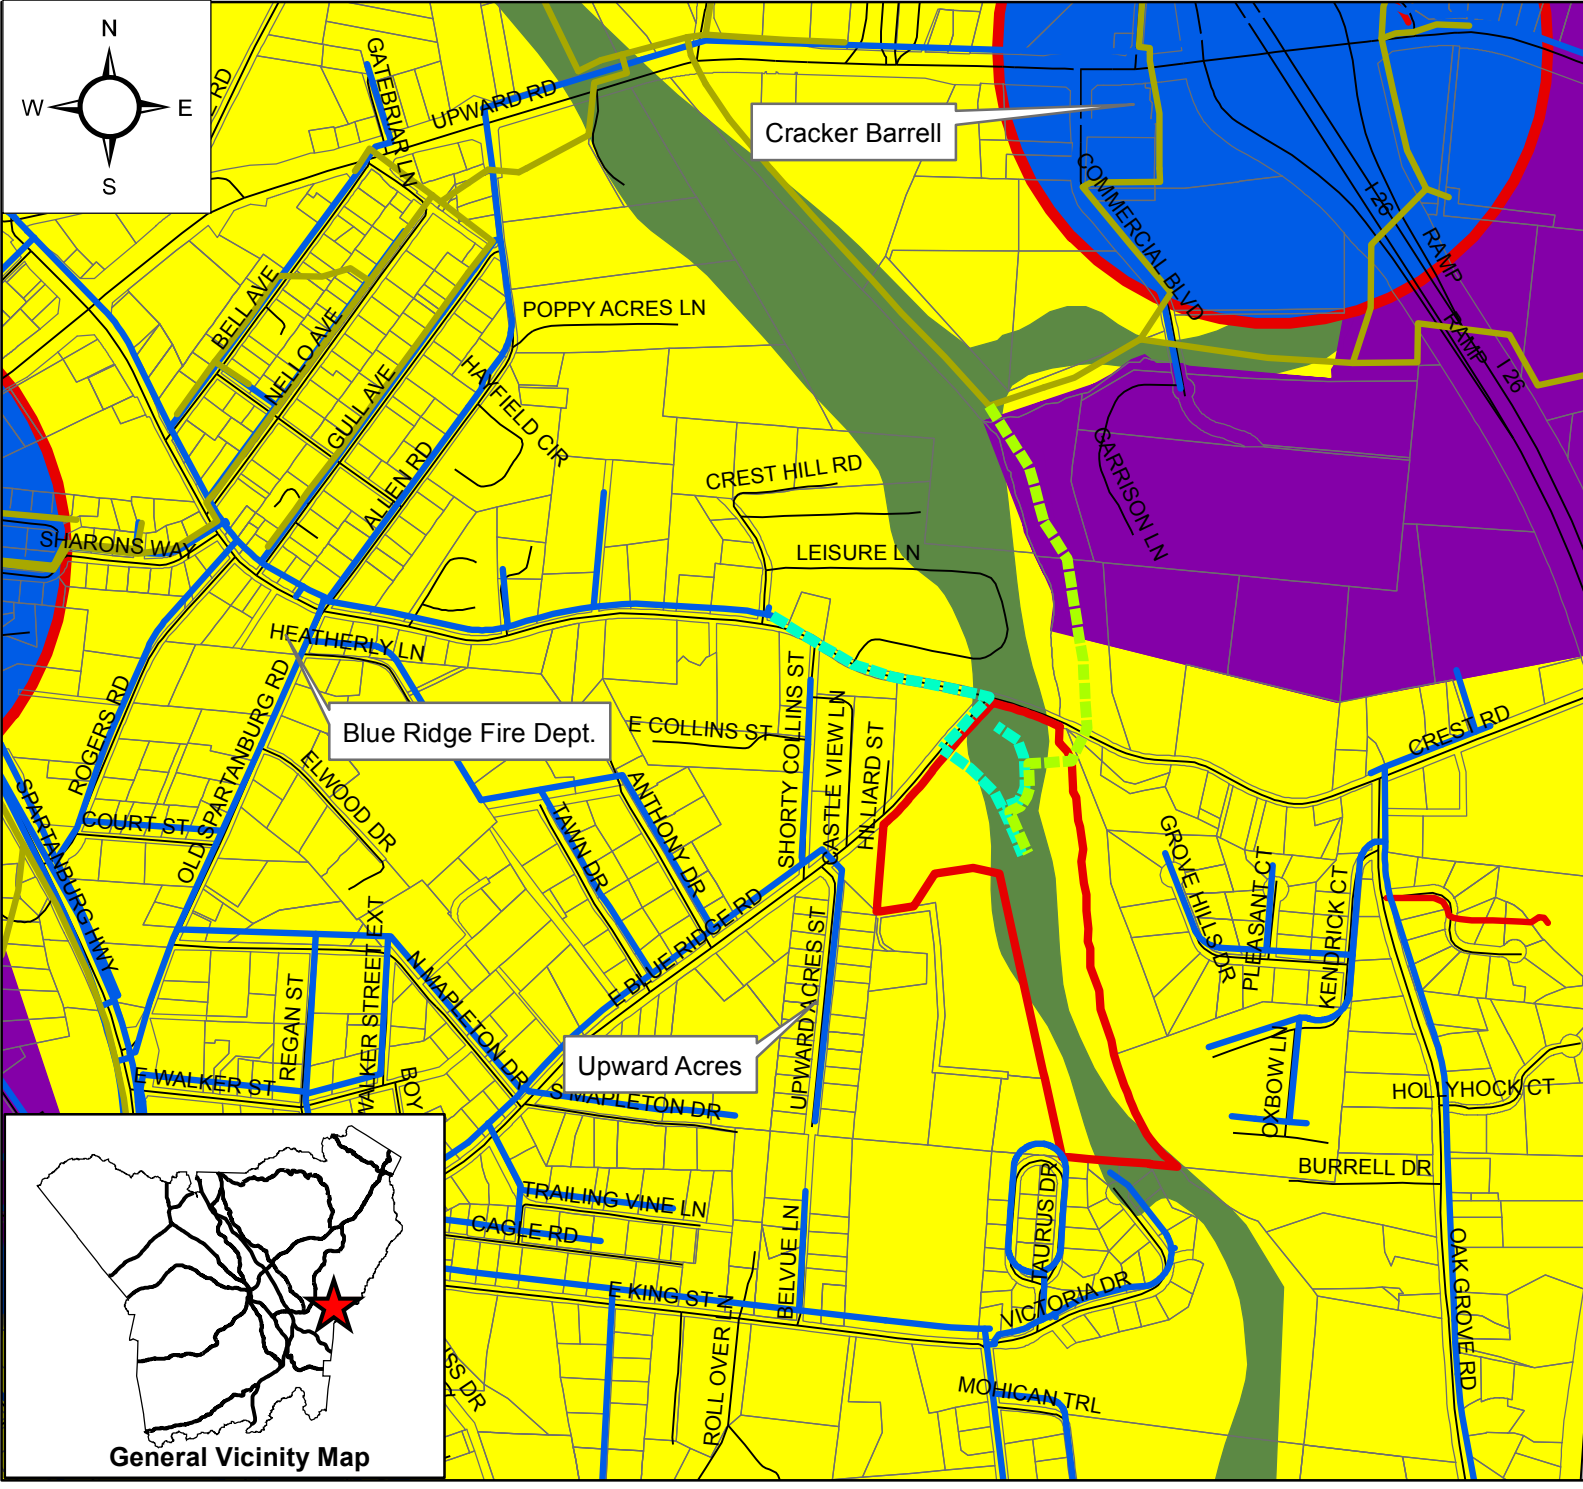 N
W
E
S
GATEBRIAR LN
UPWARD RD
RD
Cracker Barrell
COMMERCIAL BLVD
I 26
RAMP
RAMP
I 26
BELL AVE
NELLO AVE
GULL AVE
ALLEN RD
POPPY ACRES LN
HAYFIELD CIR
CREST HILL RD
LEISURE LN
GARRISON LN
SHARONS WAY
HEATHERLY LN
ROGERS RD
OLD SPARTANBURG RD
Blue Ridge Fire Dept.
E COLLINS ST
SHORTY COLLINS ST
CASTLE VIEW LN
HILLIARD ST
CREST RD
ELWOOD DR
SPARTANBURG HWY
COURT ST
TAWN DR
ANTHONY DR
GROVE HILLS DR
PLEASANT CT
KENDRICK CT
E BLUE RIDGE RD
UPWARD ACRES ST
N MAPLETON DR
REGAN ST
WALKER STREET EXT
E WALKER ST
BOY
Upward Acres
S MAPLETON DR
OXBOW LN
HOLLYHOCK CT
BURRELL DR
TRAILING VINE LN
CAGLE RD
BELVUE LN
TAURUS DR
VICTORIA DR
OAK GROVE RD
E KING ST
ROLL OVER LN
MOHICAN TRL
ISS DR
General Vicinity Map